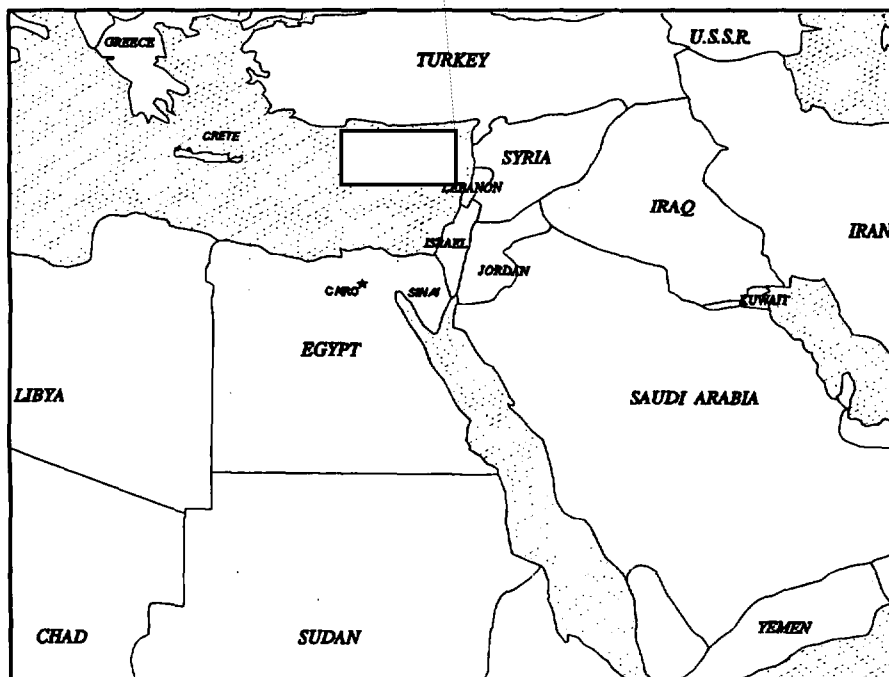 GREECE
U.S.S.R.
TURKEY
CRETE
SYRIA
LEBANON
IRAQ
IRAN
ISRAEL
JORDAN
CAIRO
SINAI
KUWAIT
EGYPT
LIBYA
SAUDI ARABIA
CHAD
SUDAN
YEMEN